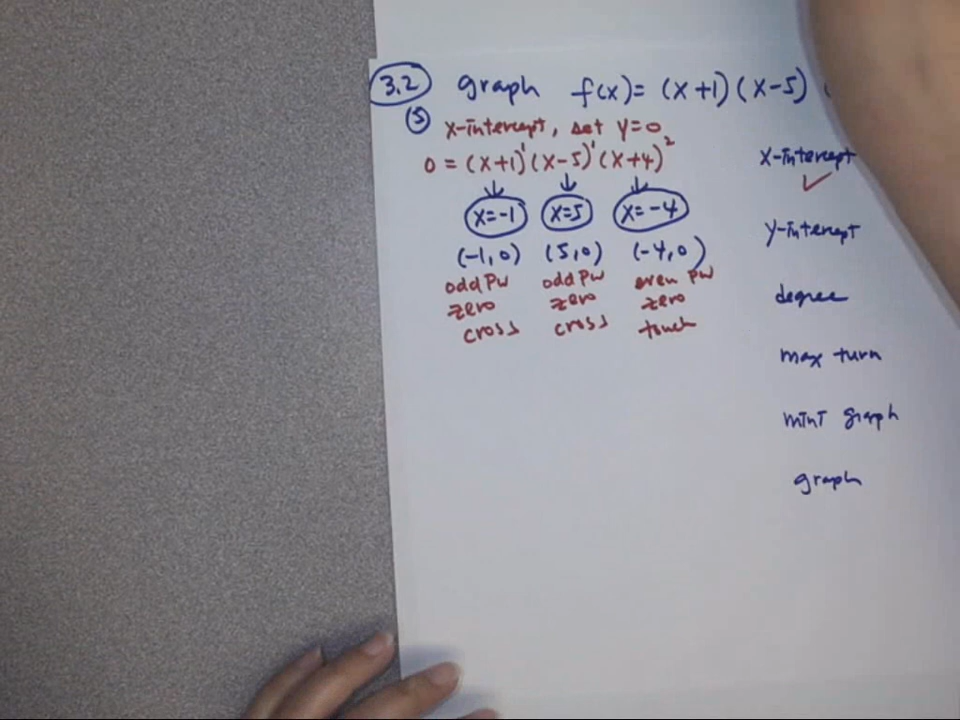 3.2 graph f(x)= (x+1)(x-5)(
(5) x-intercept, set y=0
0 = (x+1)¹(x-5)¹(x+4)²
↓ ↓ ↓
x=-1 x=5 x=-4
(-1,0) (5,0) (-4,0)
odd pw odd pw even pw
zero zero zero
cross cross touch
x-intercept
✓
y-intercept
degree
max turn
mini graph
graph